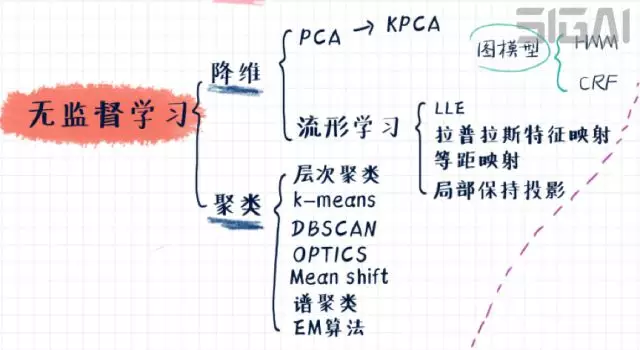 SIGAI
PCA → KPCA
图模型
HMM
CRF
降维
无监督学习
流形学习
LLE
拉普拉斯特征映射
等距映射
局部保持投影
聚类
层次聚类
k-means
DBSCAN
OPTICS
Mean shift
谱聚类
EM算法